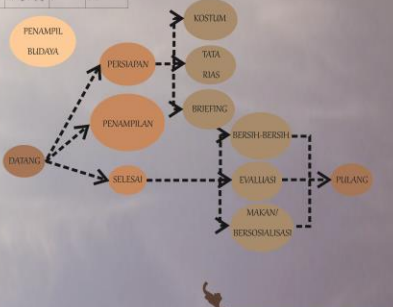 PENAMPIL
BUDAYA
KOSTUM
PERSIAPAN
TATA
RIAS
BRIEFING
PENAMPILAN
DATANG
SELESAI
BERSIH-BERSIH
EVALUASI
MAKAN/
BERSOSIALISASI
PULANG